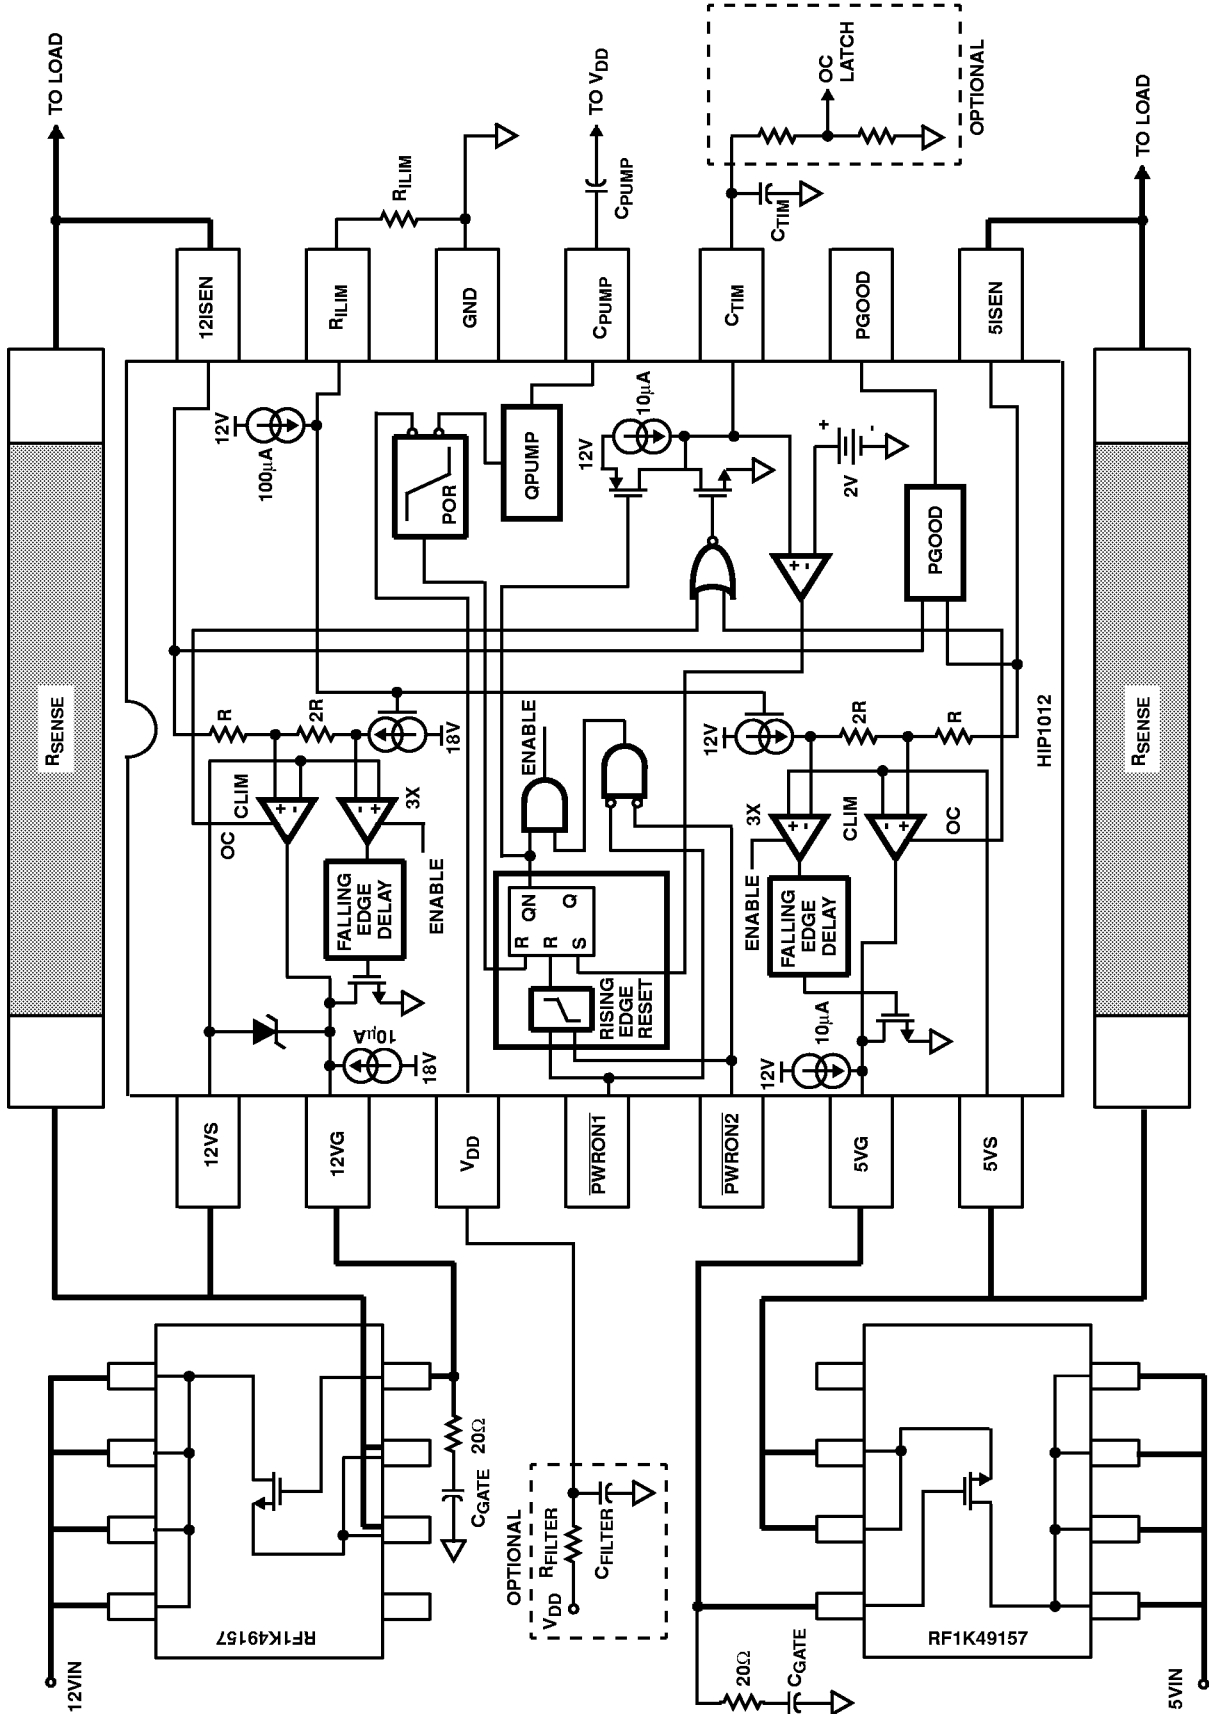 12VIN
RF1K49157
CGATE
20Ω
OPTIONAL
VDD
RFILTER
CFILTER
20Ω
CGATE
RF1K49157
5VIN
12VS
12VG
VDD
PWRON1
PWRON2
5VG
5VS
RSENSE
10µA
18V
FALLING
EDGE
DELAY
ENABLE
OC
CLIM
3X
R
2R
18V
RISING
EDGE
RESET
R
R
S
QN
Q
ENABLE
12V
10µA
FALLING
EDGE
DELAY
ENABLE
3X
CLIM
OC
12V
2R
R
HIP1012
RSENSE
100µA
12V
POR
QPUMP
12V
10µA
2V
+
-
PGOOD
+
-
+
-
+
-
+
-
+
-
12ISEN
RILIM
GND
CPUMP
CTIM
PGOOD
5ISEN
TO LOAD
RILIM
CPUMP
TO VDD
CTIM
OC
LATCH
OPTIONAL
TO LOAD